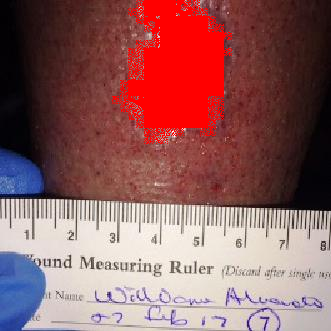 1 2 3 4 5 6 7 8
ound Measuring Ruler (Discard after single us
nt Name
te 07 Feb 17 7